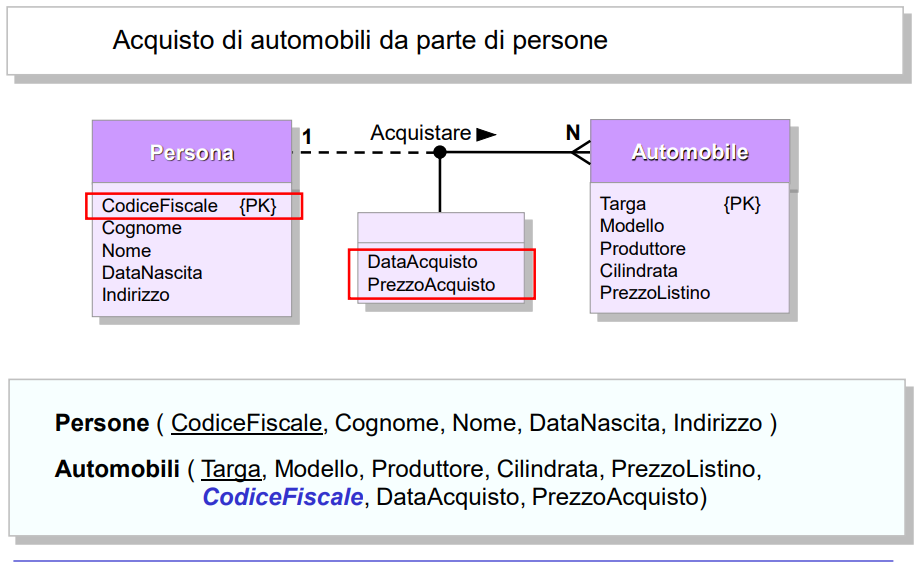 Acquisto di automobili da parte di persone
1
Acquistare
N
Persona
CodiceFiscale {PK}
Cognome
Nome
DataNascita
Indirizzo
DataAcquisto
PrezzoAcquisto
Automobile
Targa {PK}
Modello
Produttore
Cilindrata
PrezzoListino
Persone ( CodiceFiscale, Cognome, Nome, DataNascita, Indirizzo )
Automobili ( Targa, Modello, Produttore, Cilindrata, PrezzoListino,
CodiceFiscale, DataAcquisto, PrezzoAcquisto)